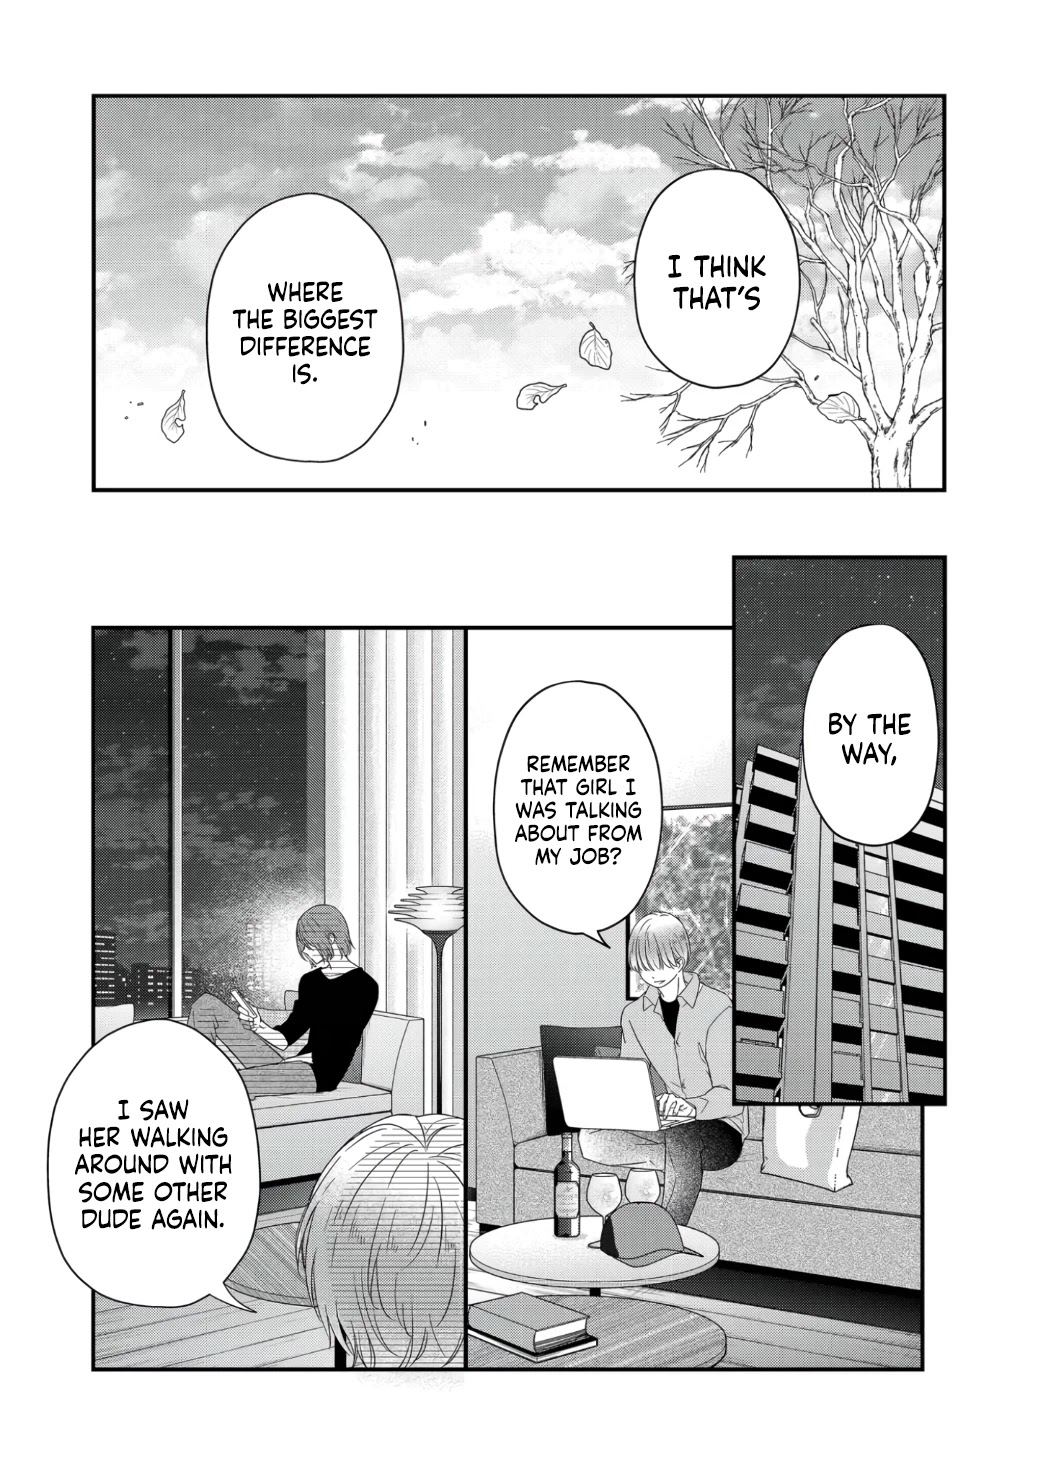 I THINK
THAT'S
WHERE
THE BIGGEST
DIFFERENCE
IS.
BY THE
WAY,
REMEMBER
THAT GIRL I
WAS TALKING
ABOUT FROM
MY JOB?
I SAW
HER WALKING
AROUND WITH
SOME OTHER
DUDE AGAIN.